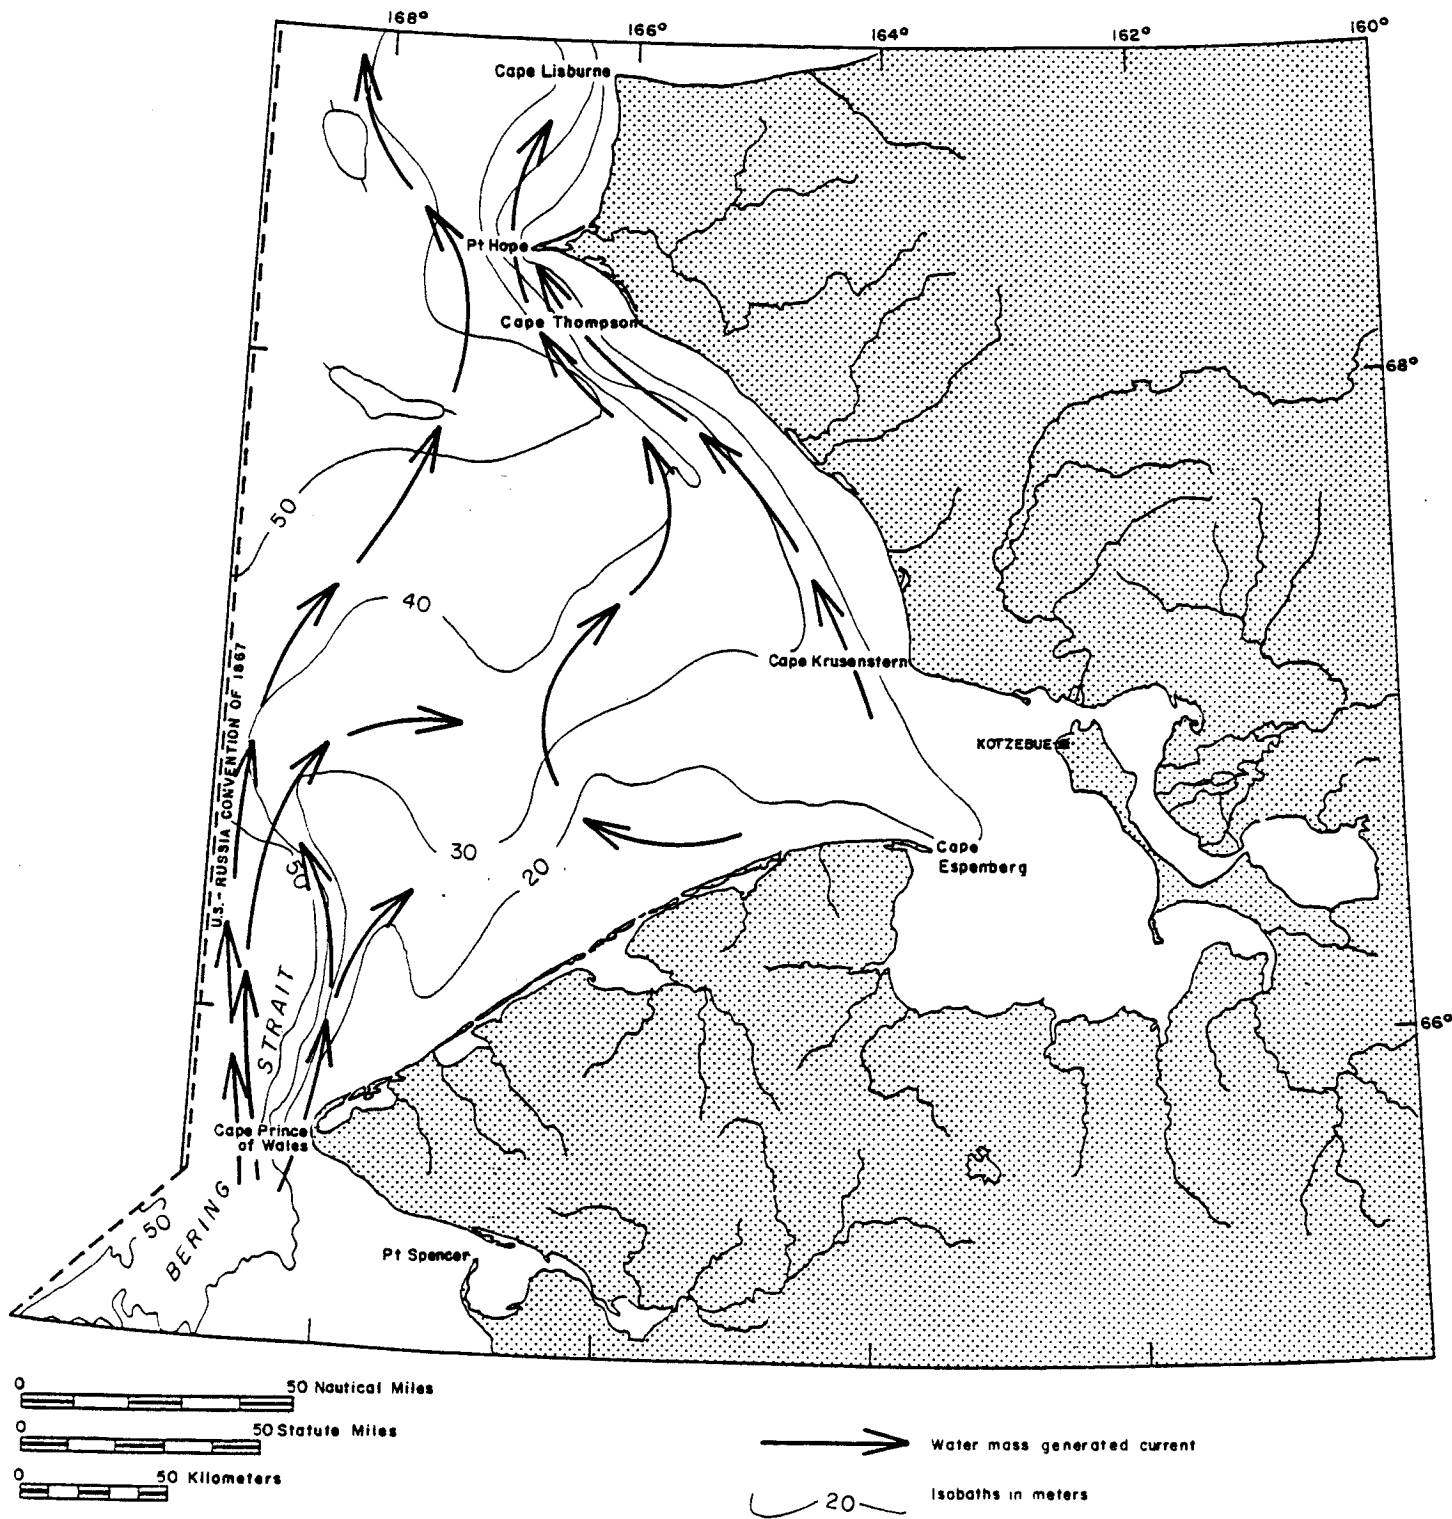 168°
166°
164°
162°
160°
Cape Lisburne
Pt Hope
Cape Thompson
68°
50
40
U.S.-RUSSIA CONVENTION OF 1867
Cape Krusenstern
KOTZEBUE
30
20
50
Cape
Espenberg
STRAIT
66°
Cape Prince
of Wales
BERING
50
Pt Spencer
0 50 Nautical Miles
0 50 Statute Miles
0 50 Kilometers
Water mass generated current
20 Isobaths in meters